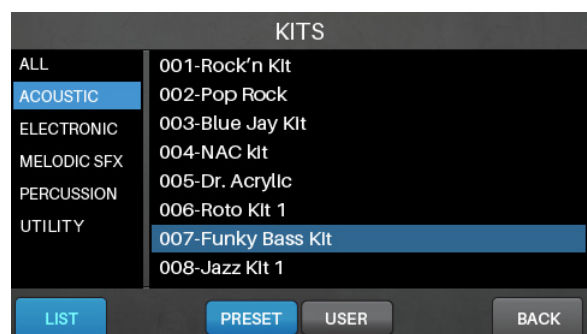 KITS
ALL
ACOUSTIC
ELECTRONIC
MELODIC SFX
PERCUSSION
UTILITY
001-Rock'n Kit
002-Pop Rock
003-Blue Jay Kit
004-NAC kit
005-Dr. Acrylic
006-Roto Kit 1
007-Funky Bass Kit
008-Jazz Kit 1
LIST
PRESET
USER
BACK